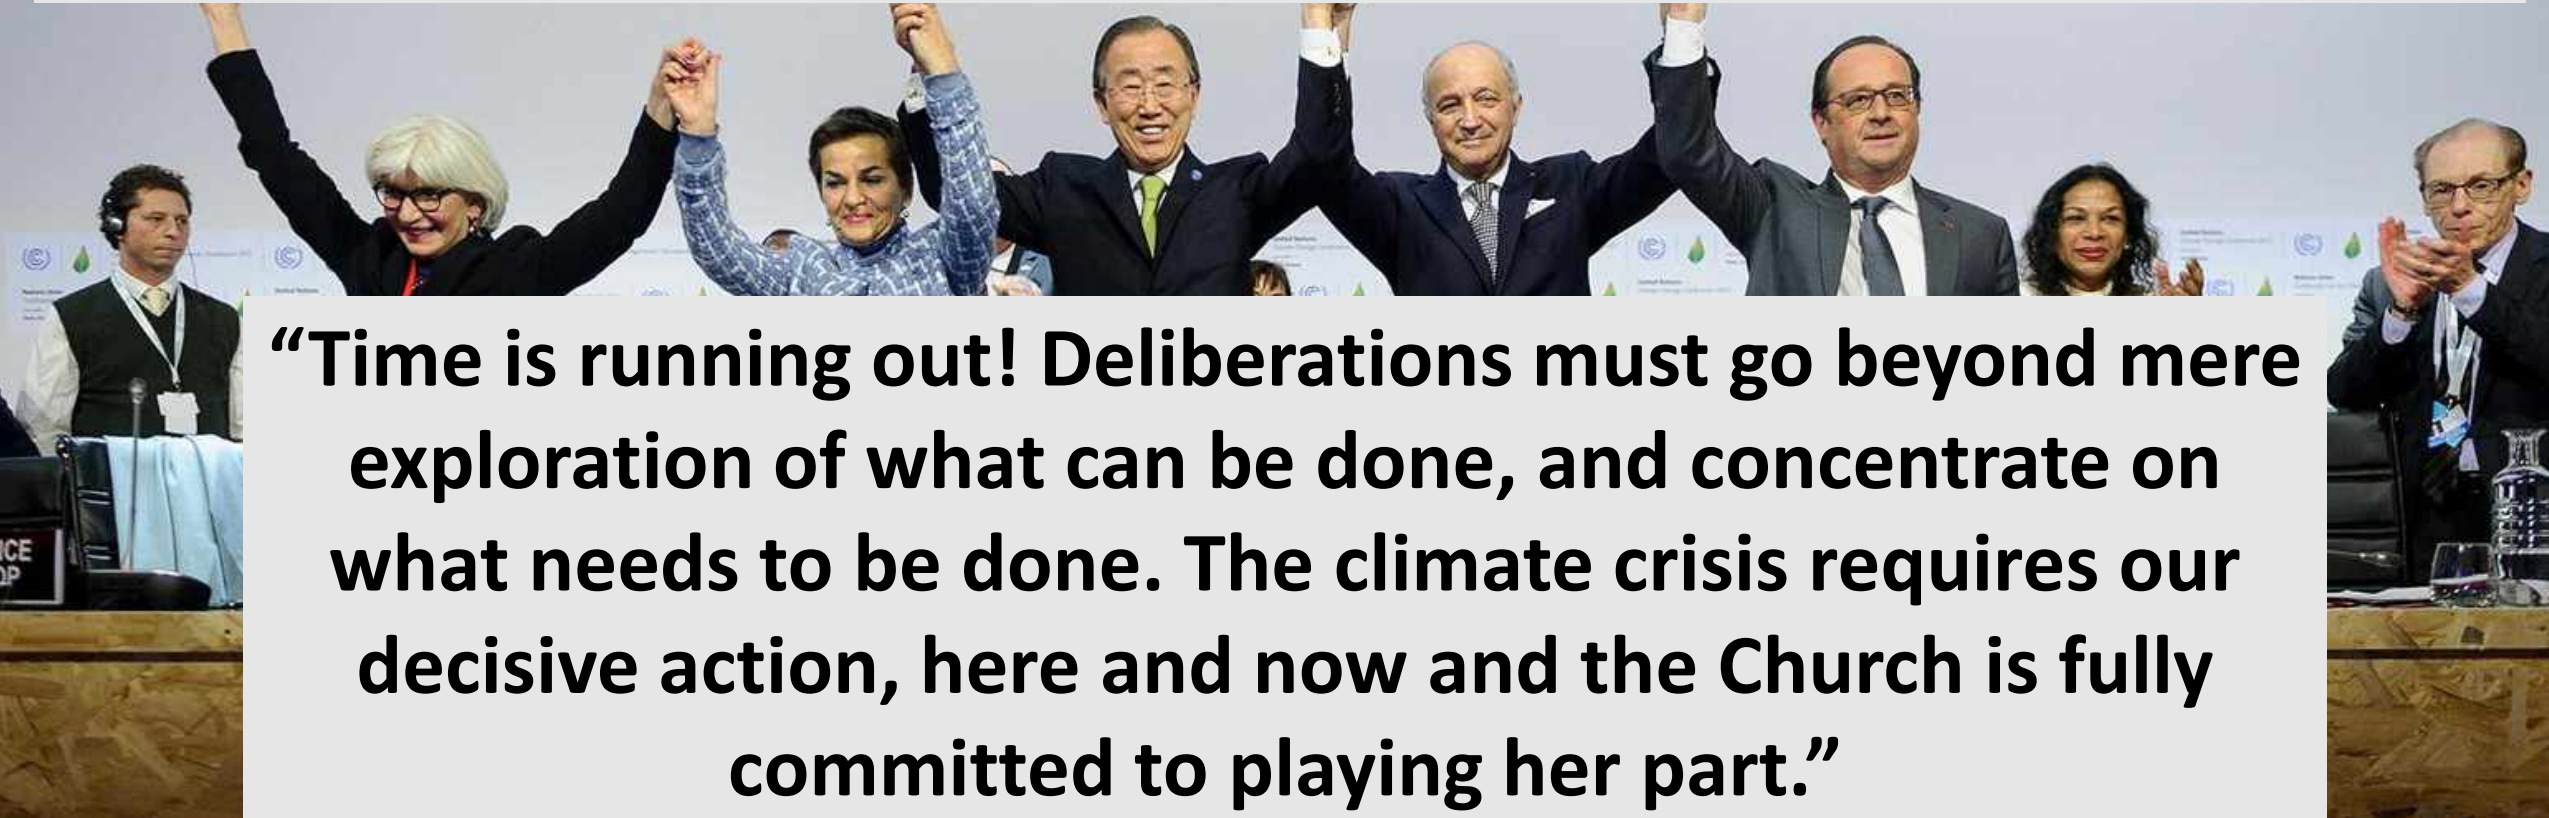 “Time is running out! Deliberations must go beyond mere
exploration of what can be done, and concentrate on
what needs to be done. The climate crisis requires our
decisive action, here and now and the Church is fully
committed to playing her part.”
United Nations